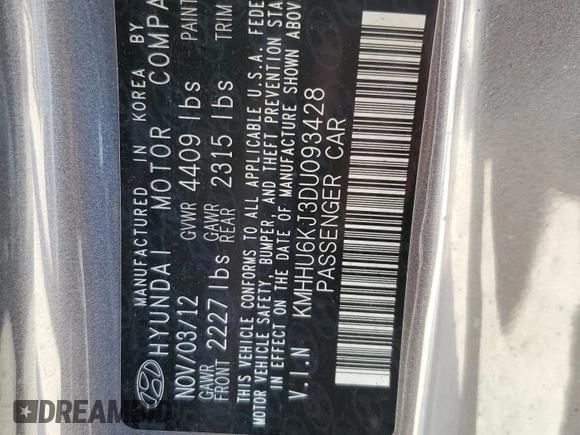 MANUFACTURED IN KOREA BY
HYUNDAI MOTOR COMPA
NOV/03/12 GVWR 4409 lbs PAINT
GAWR FRONT 2227 lbs GAWR REAR 2315 lbs TRIM
THIS VEHICLE CONFORMS TO ALL APPLICABLE U.S.A. FEDE
MOTOR VEHICLE SAFETY, BUMPER, AND THEFT PREVENTION STA
IN EFFECT ON THE DATE OF MANUFACTURE SHOWN ABOV
V.I.N KMHHU6KJ3DU093428
PASSENGER CAR
DREAMBID